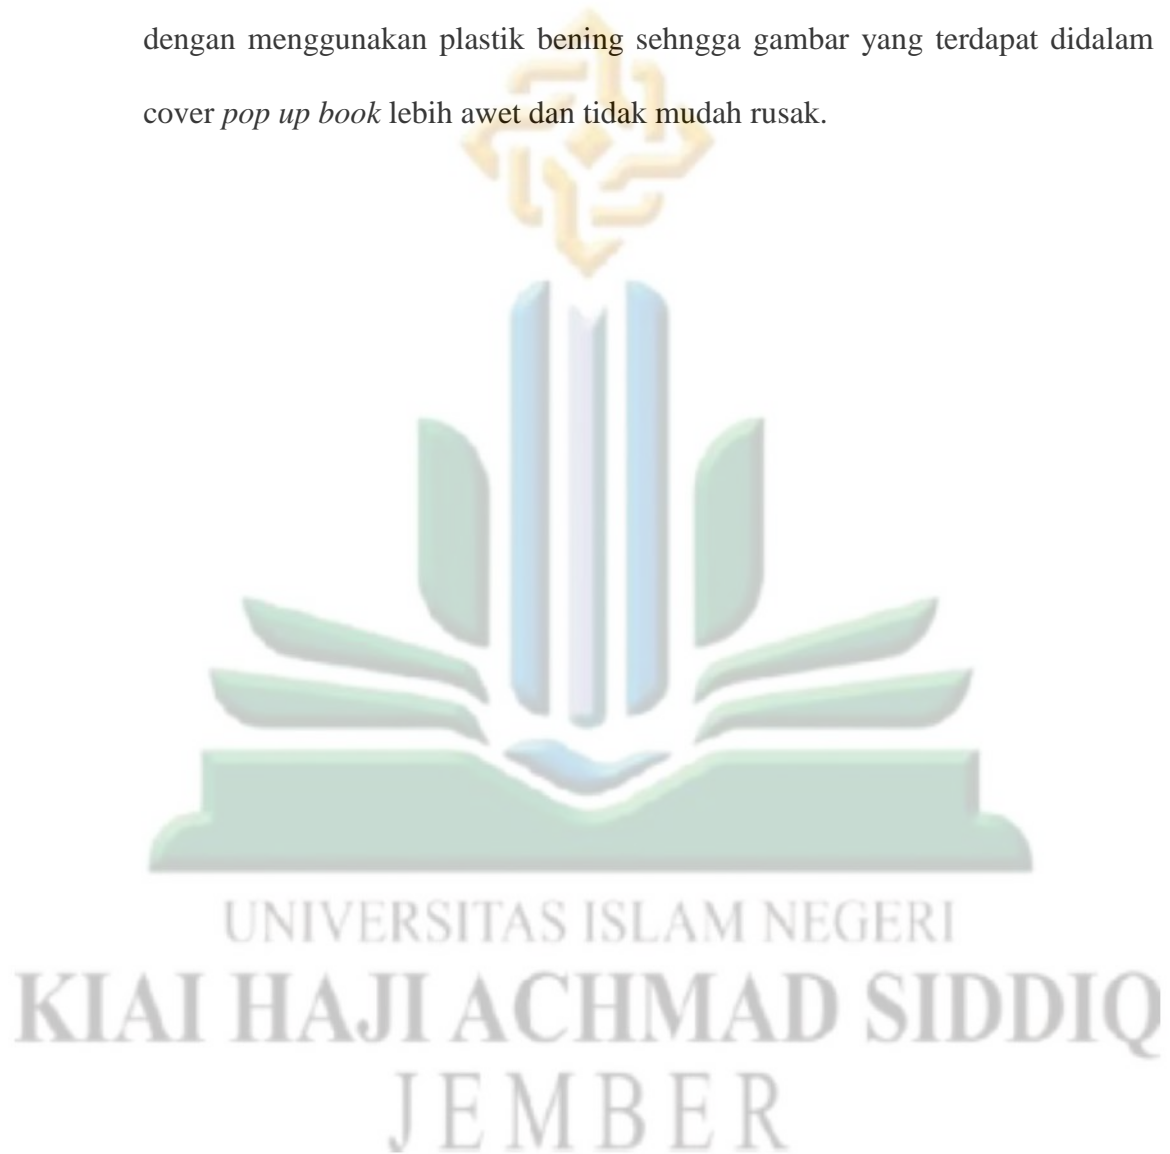 dengan menggunakan plastik bening sehngga gambar yang terdapat didalam
cover pop up book lebih awet dan tidak mudah rusak.
UNIVERSITAS ISLAM NEGERI
KIAI HAJI ACHMAD SIDDIQ
JEMBER